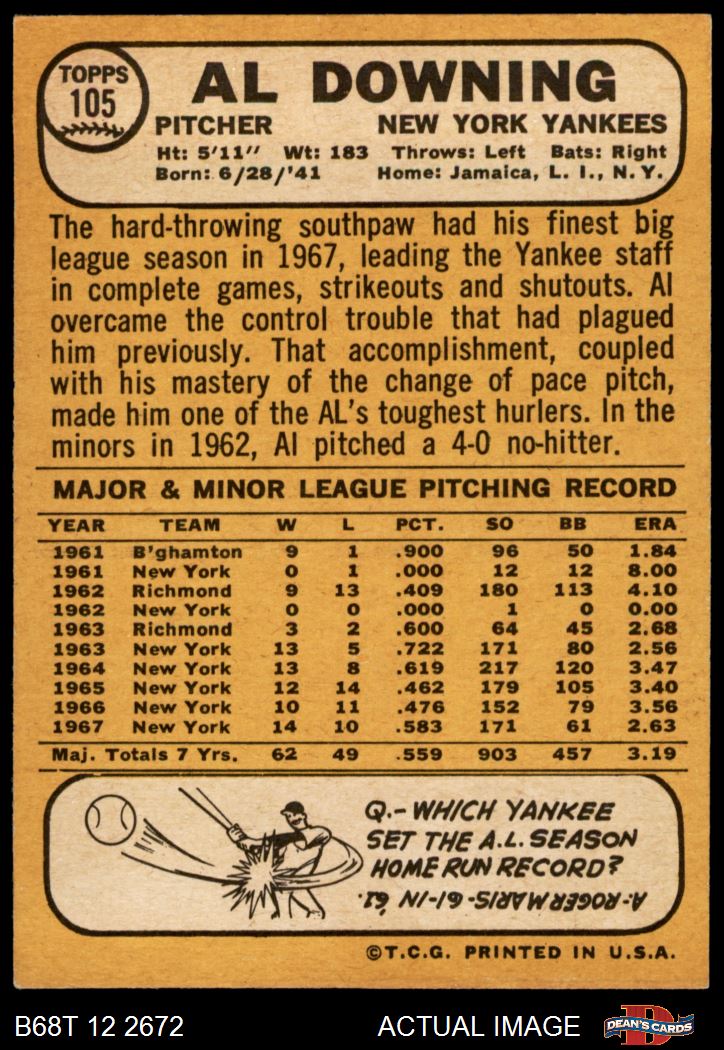 TOPPS
105
AL DOWNING
PITCHER NEW YORK YANKEES
Ht: 5'11" Wt: 183 Throws: Left Bats: Right
Born: 6/28/'41 Home: Jamaica, L. I., N. Y.
The hard-throwing southpaw had his finest big
league season in 1967, leading the Yankee staff
in complete games, strikeouts and shutouts. Al
overcame the control trouble that had plagued
him previously. That accomplishment, coupled
with his mastery of the change of pace pitch,
made him one of the AL's toughest hurlers. In the
minors in 1962, Al pitched a 4-0 no-hitter.
MAJOR & MINOR LEAGUE PITCHING RECORD
YEAR TEAM W L PCT. SO BB ERA
1961 B'ghamton 9 1 .900 96 50 1.84
1961 New York 0 1 .000 12 12 8.00
1962 Richmond 9 13 .409 180 113 4.10
1962 New York 0 0 .000 1 0 0.00
1963 Richmond 3 2 .600 64 45 2.68
1963 New York 13 5 .722 171 80 2.56
1964 New York 13 8 .619 217 120 3.47
1965 New York 12 14 .462 179 105 3.40
1966 New York 10 11 .476 152 79 3.56
1967 New York 14 10 .583 171 61 2.63
Maj. Totals 7 Yrs. 62 49 .559 903 457 3.19
Q.-WHICH YANKEE
SET THE A.L. SEASON
HOME RUN RECORD?
A-ROGER MARIS-61-IN '61.
©T.C.G. PRINTED IN U.S.A.
B68T 12 2672 ACTUAL IMAGE DEAN'S CARDS